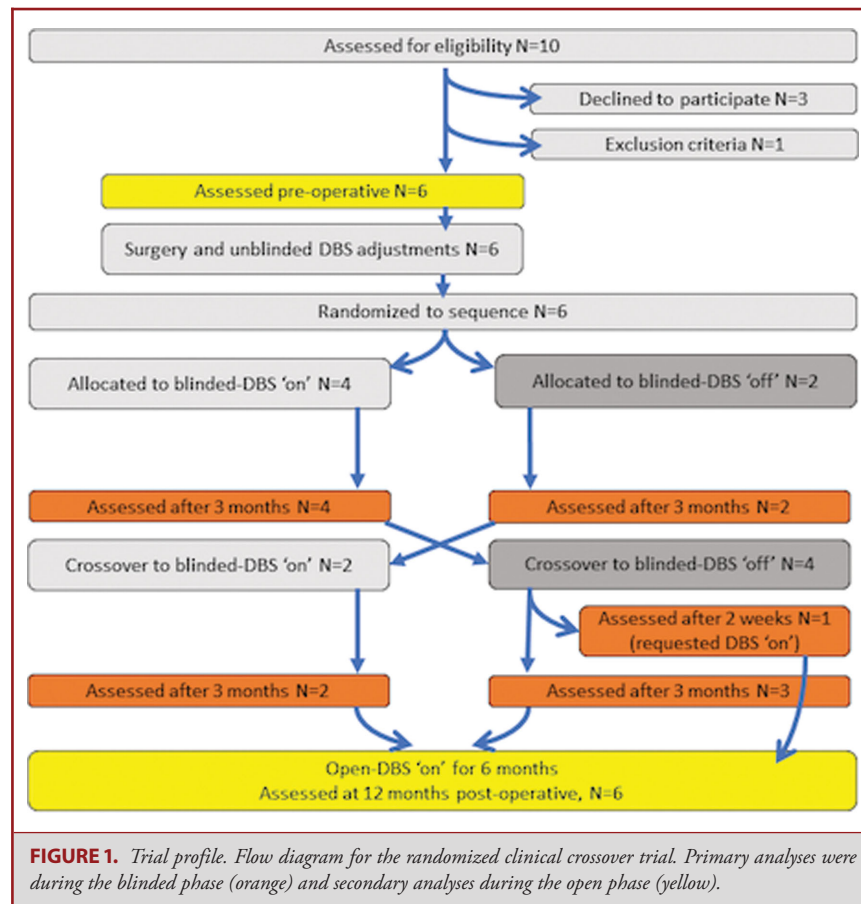 Assessed for eligibility N=10
Declined to participate N=3
Exclusion criteria N=1
Assessed pre-operative N=6
Surgery and unblinded DBS adjustments N=6
Randomized to sequence N=6
Allocated to blinded-DBS ‘on’ N=4
Allocated to blinded-DBS ‘off’ N=2
Assessed after 3 months N=4
Assessed after 3 months N=2
Crossover to blinded-DBS ‘on’ N=2
Crossover to blinded-DBS ‘off’ N=4
Assessed after 2 weeks N=1
(requested DBS ‘on’)
Assessed after 3 months N=2
Assessed after 3 months N=3
Open-DBS ‘on’ for 6 months
Assessed at 12 months post-operative, N=6
FIGURE 1. Trial profile. Flow diagram for the randomized clinical crossover trial. Primary analyses were
during the blinded phase (orange) and secondary analyses during the open phase (yellow).